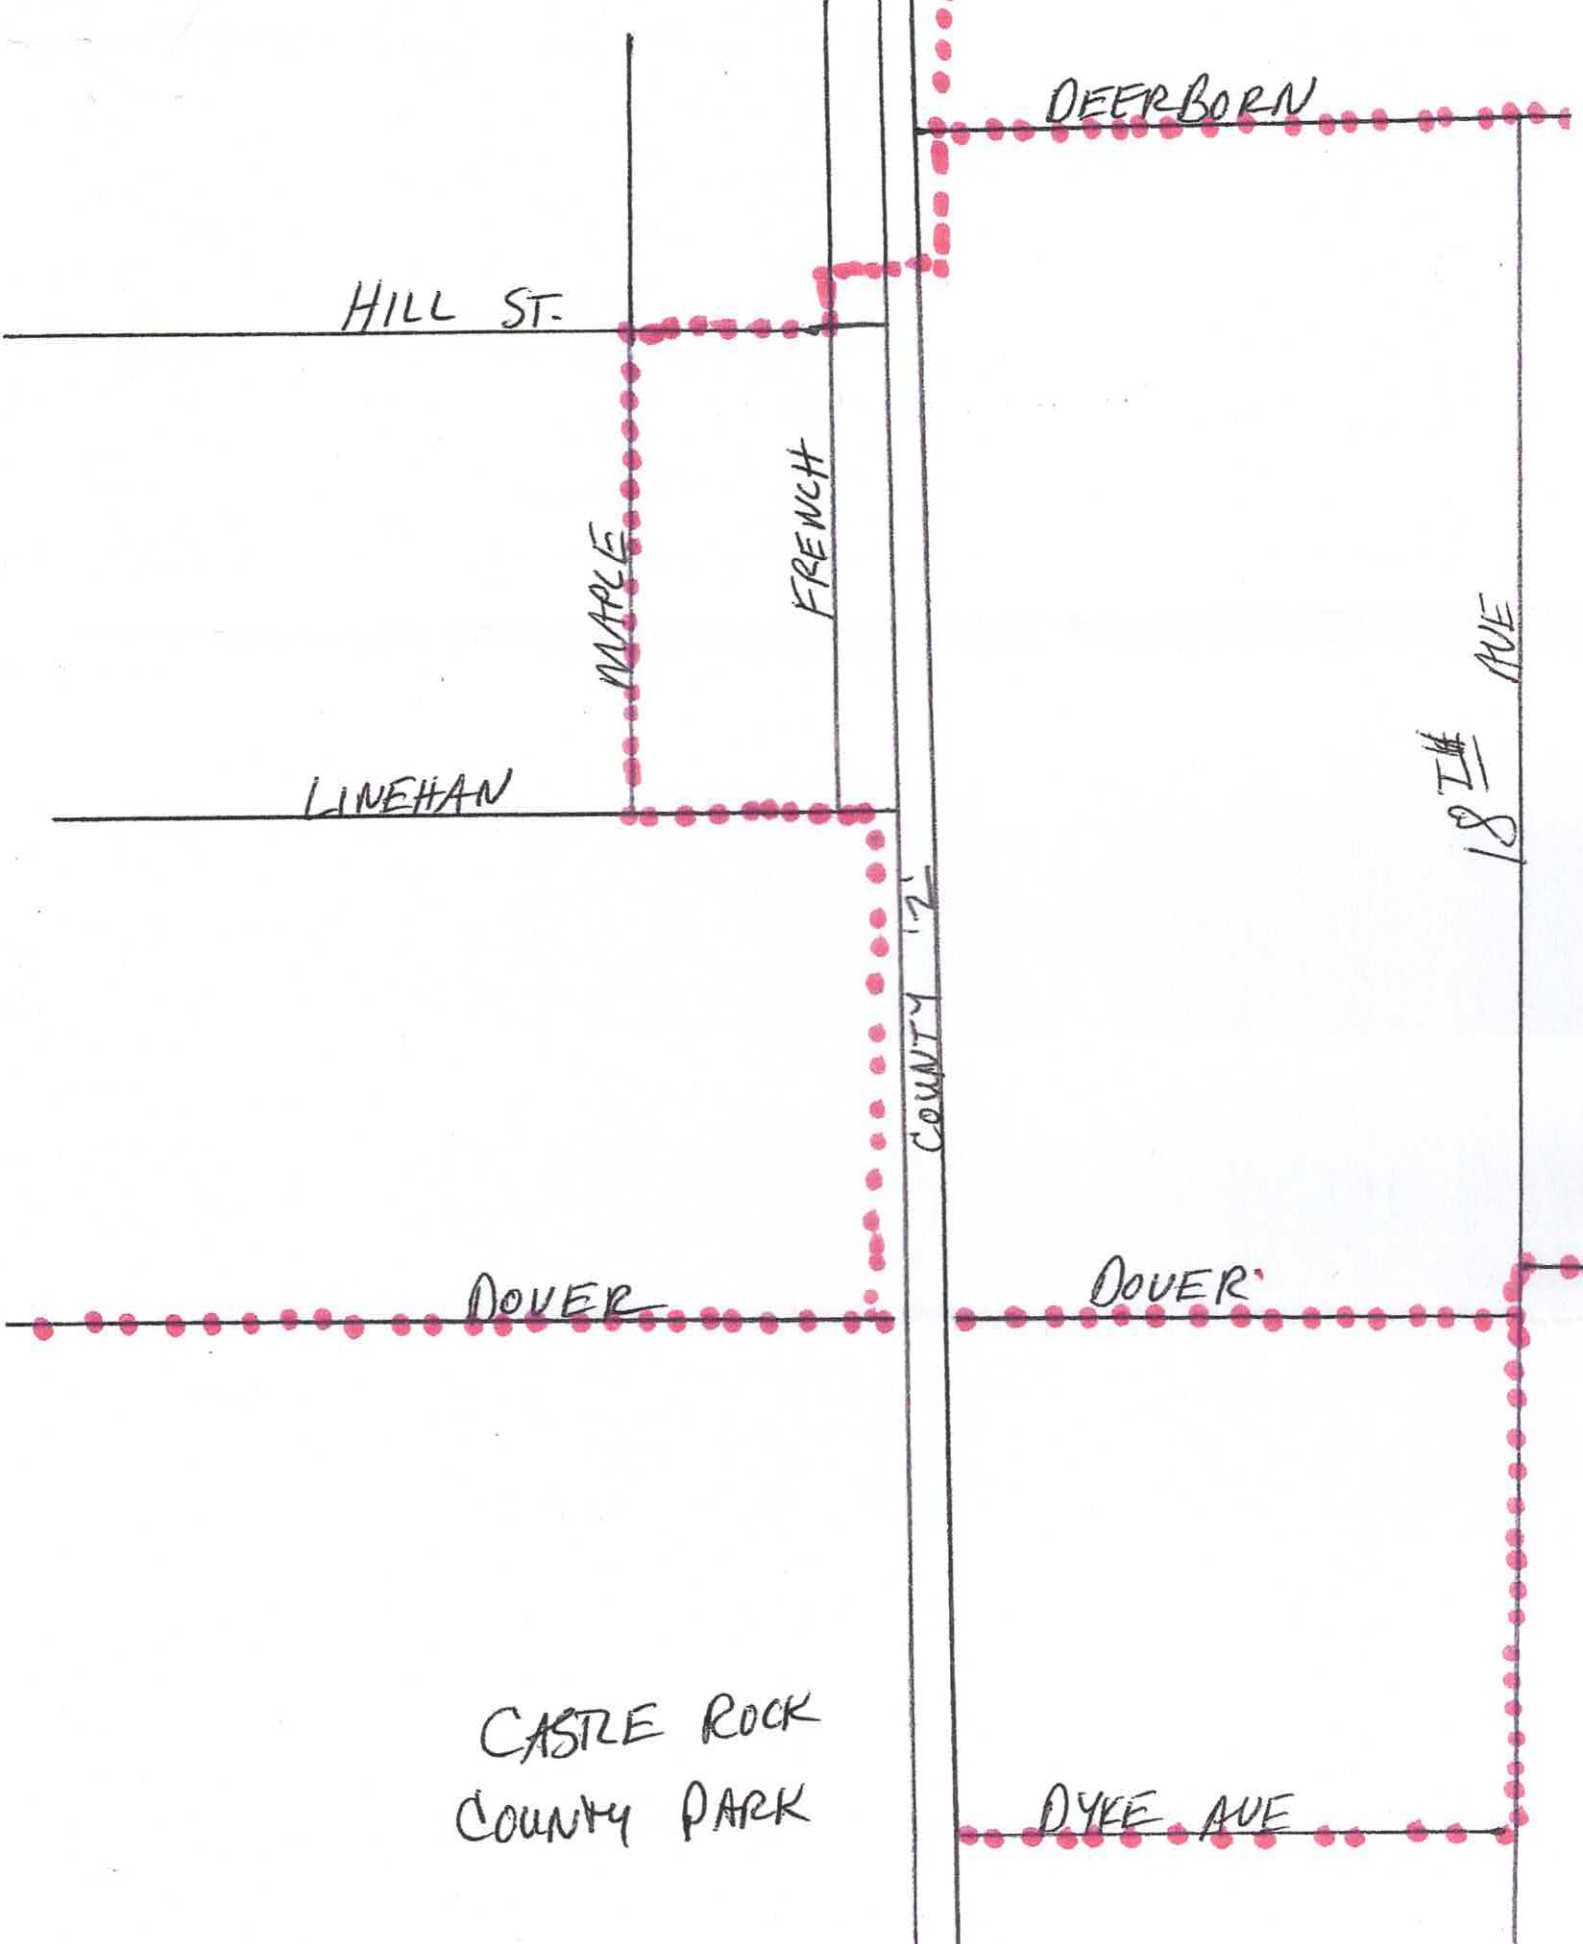 DEERBORN
HILL ST.
FRENCH
MAPLE
18TH AVE
LINEHAN
COUNTY 'Z'
DOVER
DOVER
CASTLE ROCK
COUNTY PARK
DYKE AVE